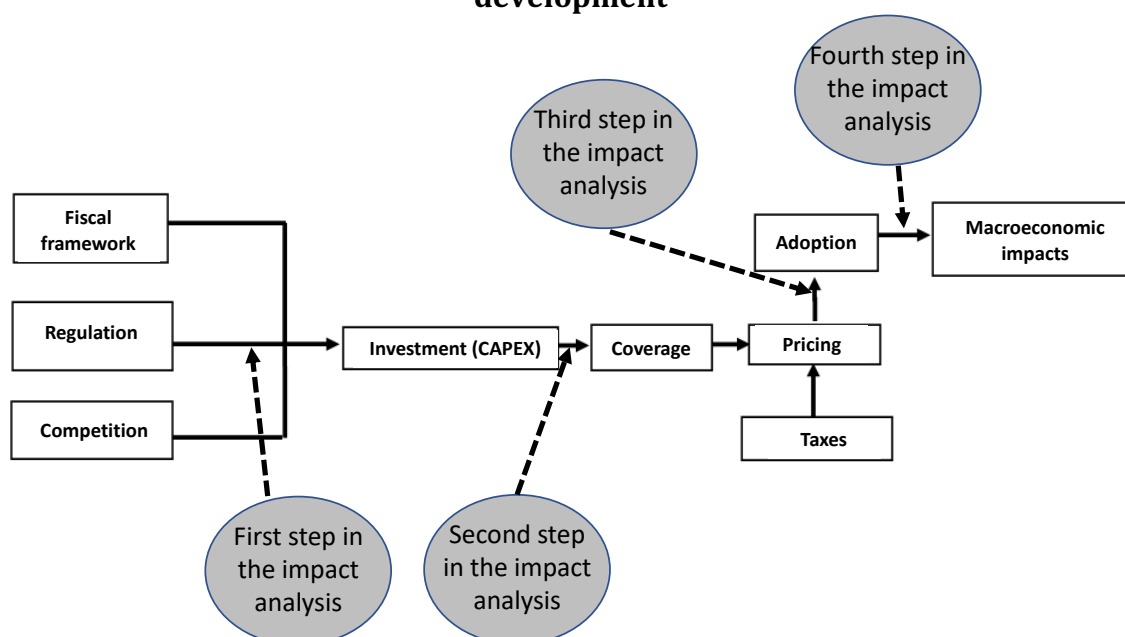 development
Fourth step in
the impact
analysis
Third step in
the impact
analysis
Fiscal
framework
Adoption
Macroeconomic
impacts
Regulation
Investment (CAPEX)
Coverage
Pricing
Competition
Taxes
First step in
the impact
analysis
Second step
in the impact
analysis